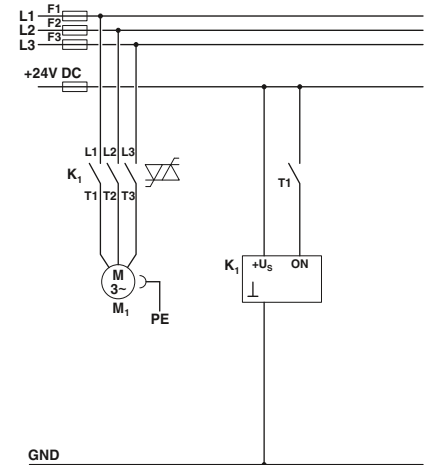 L1 F1
L2 F2
L3 F3
+24V DC
L1 L2 L3
K₁
T1 T2 T3
T1
M
3~
M₁
PE
K₁
+Uₛ ON
⊥
GND